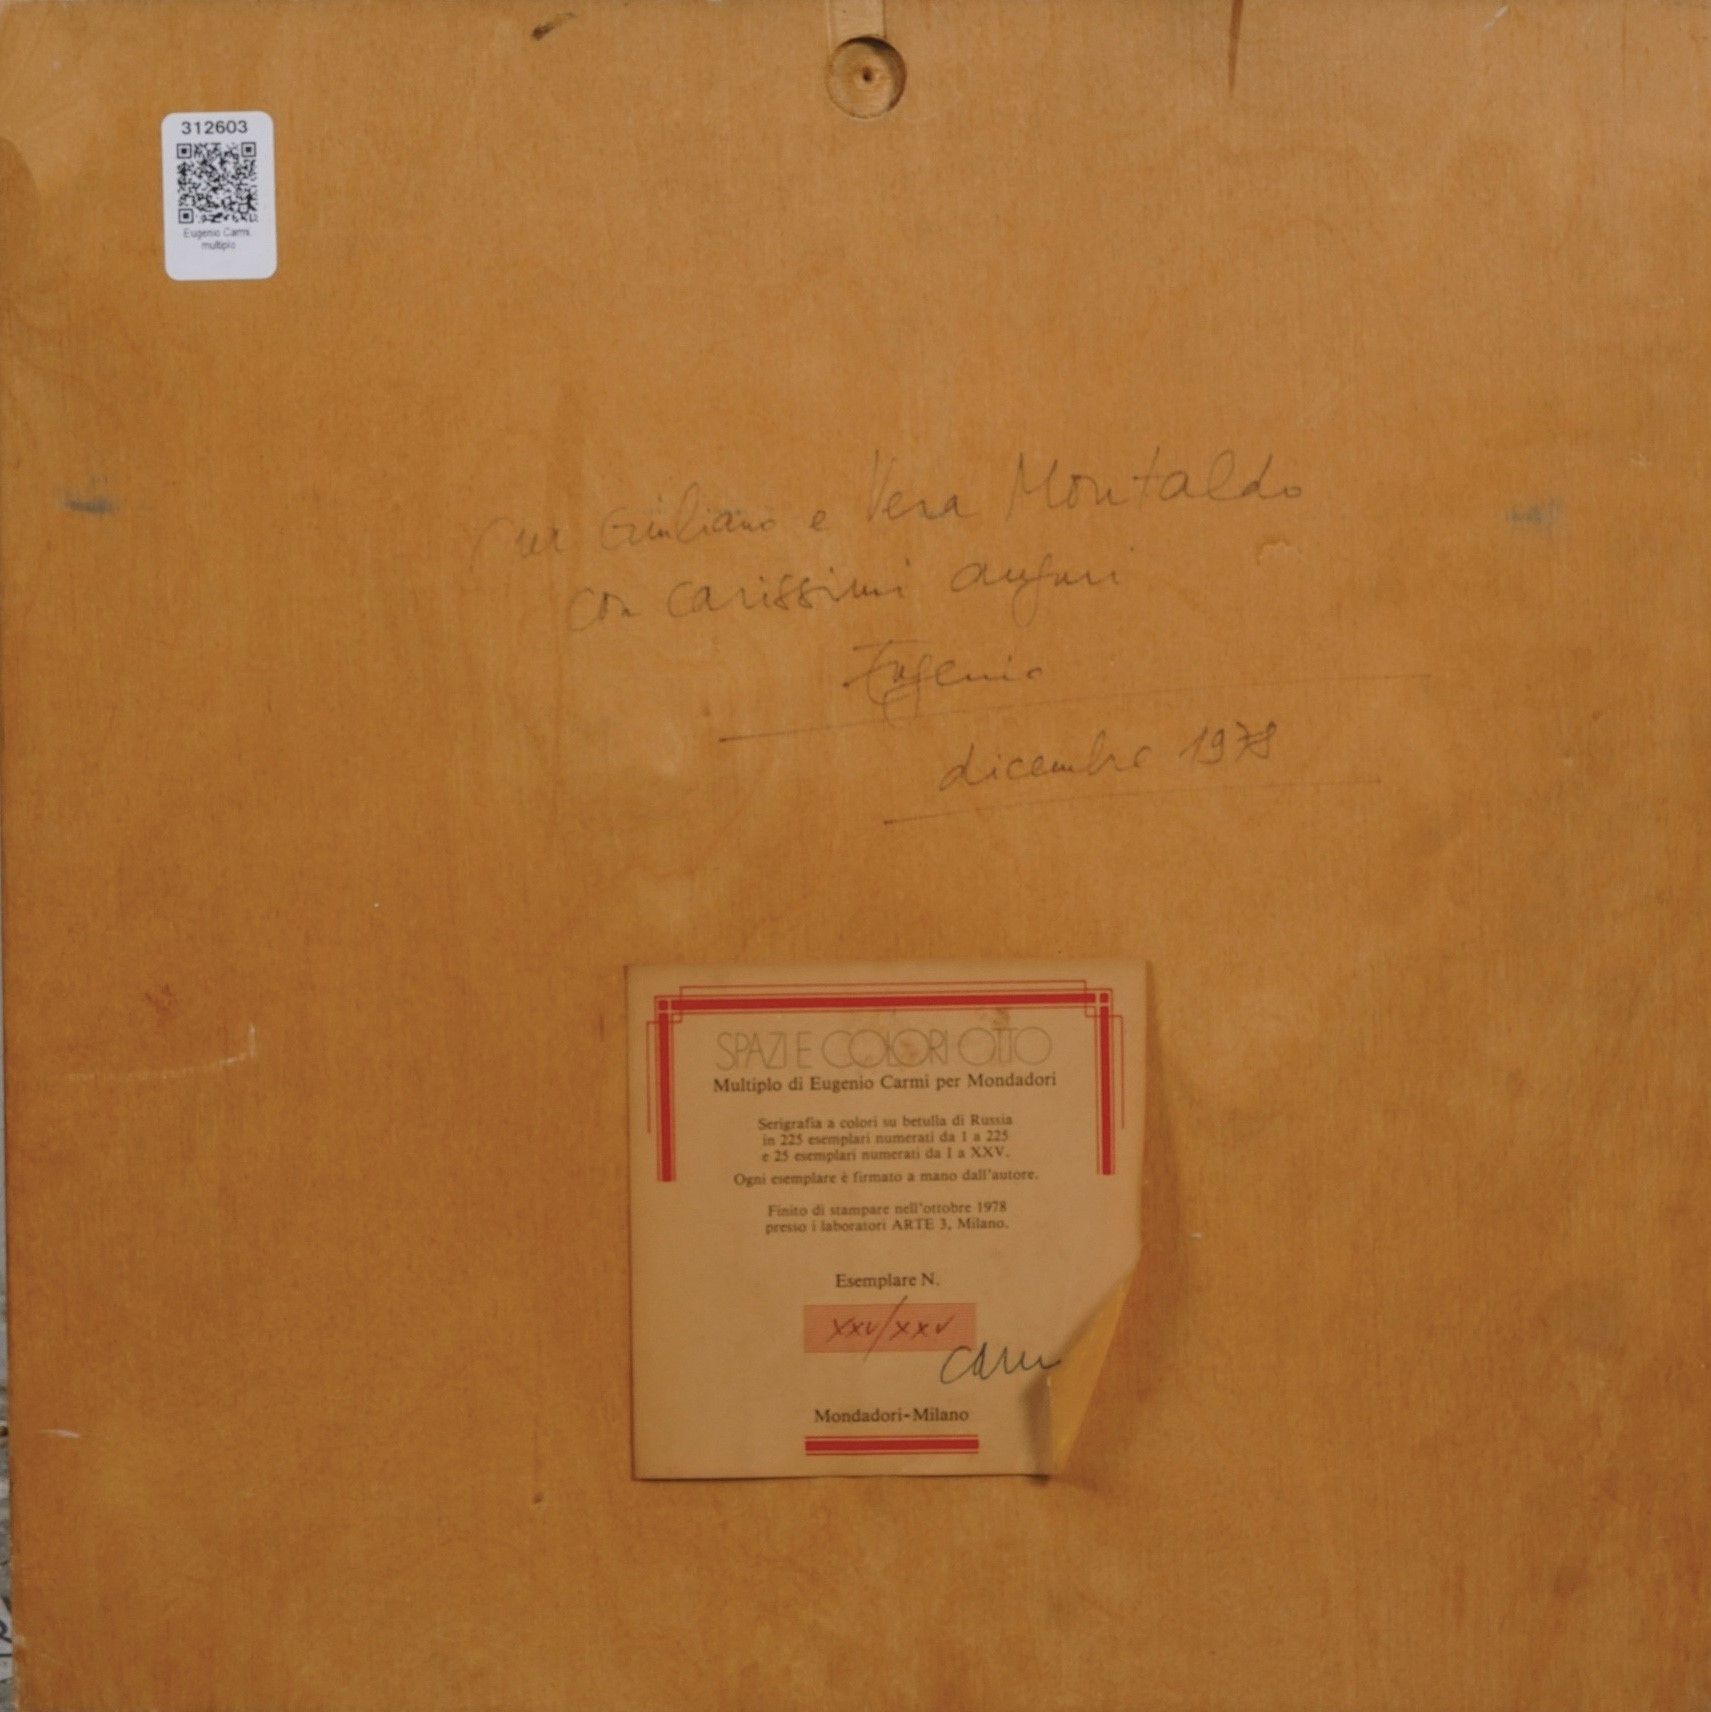 312603
Eugenio Carmi,
multiplo
Per Giuliano e Vera Montaldo
con carissimi auguri
Eugenio
dicembre 1978
SPAZI E COLORI OTTO
Multiplo di Eugenio Carmi per Mondadori
Serigrafia a colori su betulla di Russia
in 225 esemplari numerati da 1 a 225
e 25 esemplari numerati da I a XXV.
Ogni esemplare è firmato a mano dall'autore.
Finito di stampare nell'ottobre 1978
presso i laboratori ARTE 3, Milano.
Esemplare N.
XXV/XXV
Carmi
Mondadori-Milano